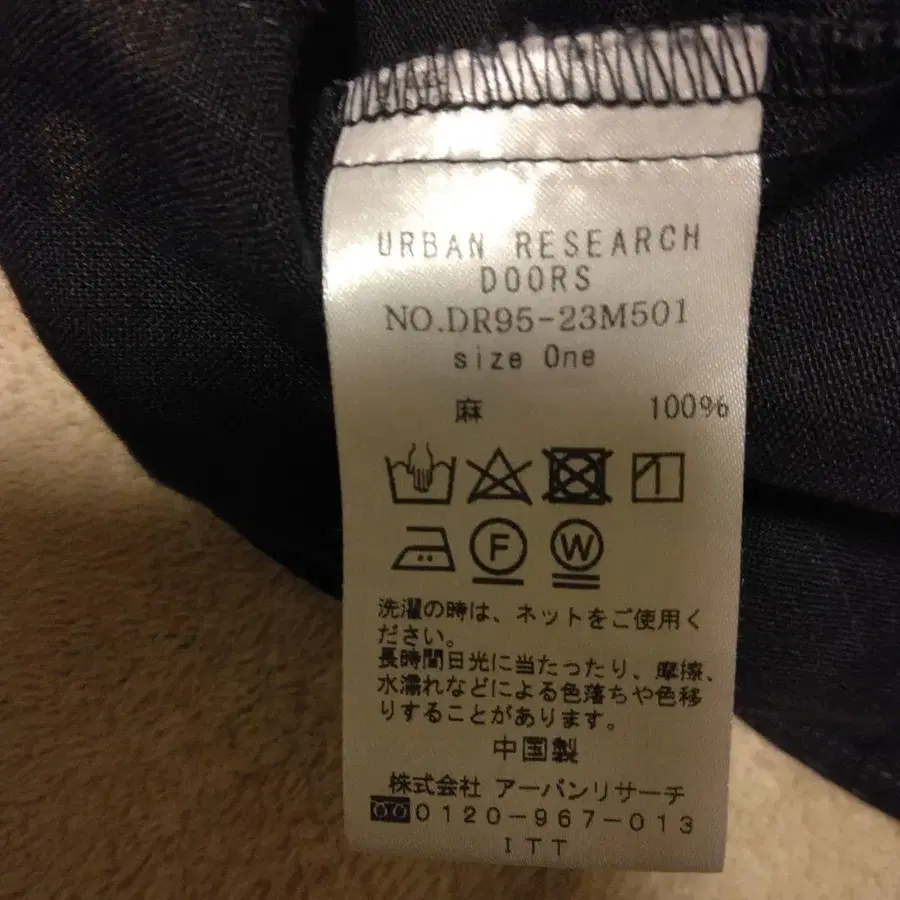 URBAN RESEARCH
DOORS
NO.DR95-23M501
size One
麻 100%
F W
洗濯の時は、ネットをご使用く
ださい。
長時間日光に当たったり、摩擦、
水濡れなどによる色落ちや色移
りすることがあります。
中国製
株式会社 アーバンリサーチ
0120-967-013
ITT